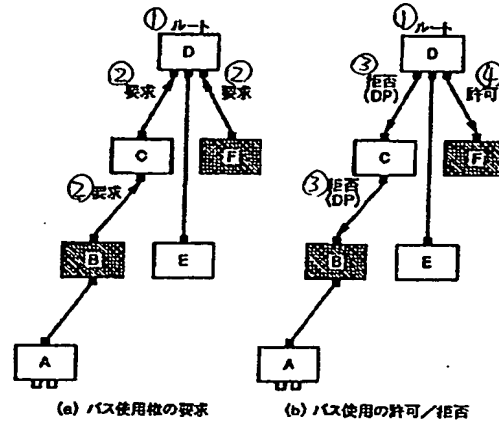 ① ルート
D
② 要求
② 要求
C
F
② 要求
B
E
A
(a) バス使用権の要求
① ルート
D
③ 拒否
(DP)
④ 許可
C
F
③ 拒否
(DP)
B
E
A
(b) バス使用の許可/拒否